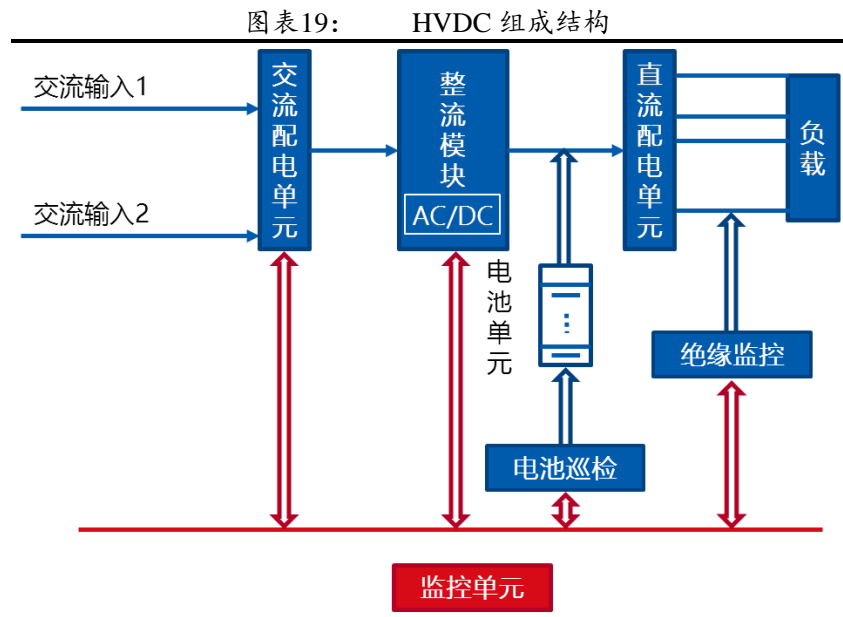 图表19： HVDC 组成结构
交流输入1
交流输入2
交流配电单元
整流模块
AC/DC
直流配电单元
负载
电池单元
绝缘监控
电池巡检
监控单元